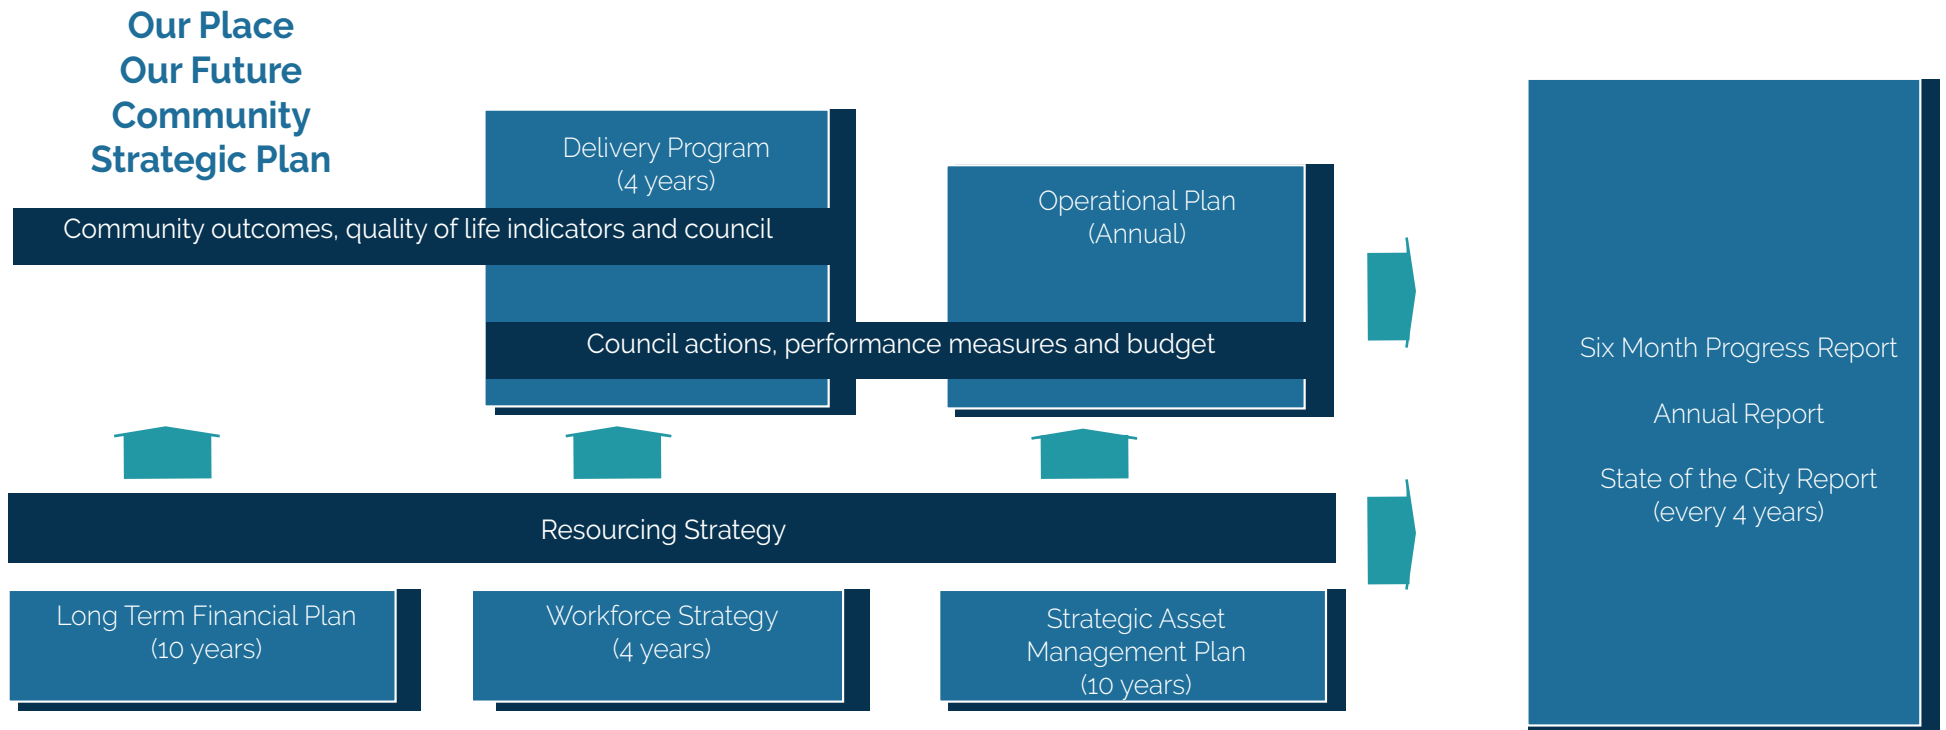 Our Place
Our Future
Community
Strategic Plan
Delivery Program
(4 years)
Operational Plan
(Annual)
Community outcomes, quality of life indicators and council
Council actions, performance measures and budget
Resourcing Strategy
Long Term Financial Plan
(10 years)
Workforce Strategy
(4 years)
Strategic Asset
Management Plan
(10 years)
Six Month Progress Report
Annual Report
State of the City Report
(every 4 years)